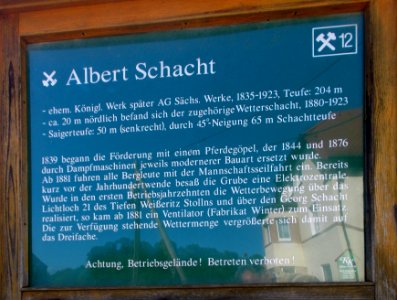 12
Albert Schacht
- ehem. Königl. Werk später AG Sächs. Werke, 1835-1923, Teufe: 204 m
- ca. 20 m nördlich befand sich der zugehörige Wetterschacht, 1880-1923
- Saigerteufe: 50 m (senkrecht), durch 45°-Neigung 65 m Schachtteufe
1839 begann die Förderung mit einem Pferdegöpel, der 1844 und 1876
durch Dampfmaschinen jeweils modernerer Bauart ersetzt wurde.
Ab 1881 fuhren alle Bergleute mit der Mannschaftsseilfahrt ein. Bereits
kurz vor der Jahrhundertwende besaß die Grube eine Elektrozentrale.
Wurde in den ersten Betriebsjahrzehnten die Wetterbewegung über das
Lichtloch 21 des Tiefen Weißeritz Stollns und über den Georg Schacht
realisiert, so kam ab 1881 ein Ventilator (Fabrikat Winter) zum Einsatz.
Die zur Verfügung stehende Wettermenge vergrößerte sich damit auf
das Dreifache.
Achtung, Betriebsgelände! Betreten verboten!